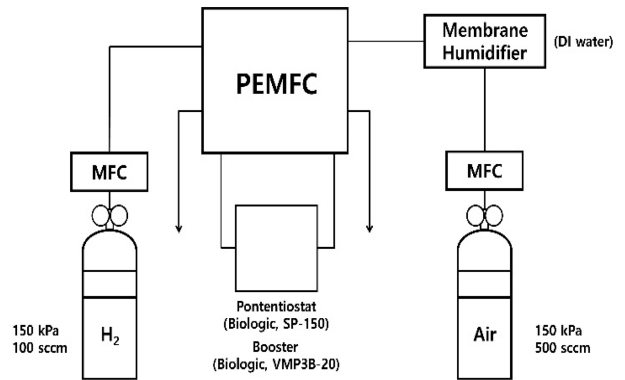 PEMFC
Membrane
Humidifier
(DI water)
MFC
MFC
H₂
150 kPa
100 sccm
Pontentiostat
(Biologic, SP-150)
Booster
(Biologic, VMP3B-20)
Air
150 kPa
500 sccm